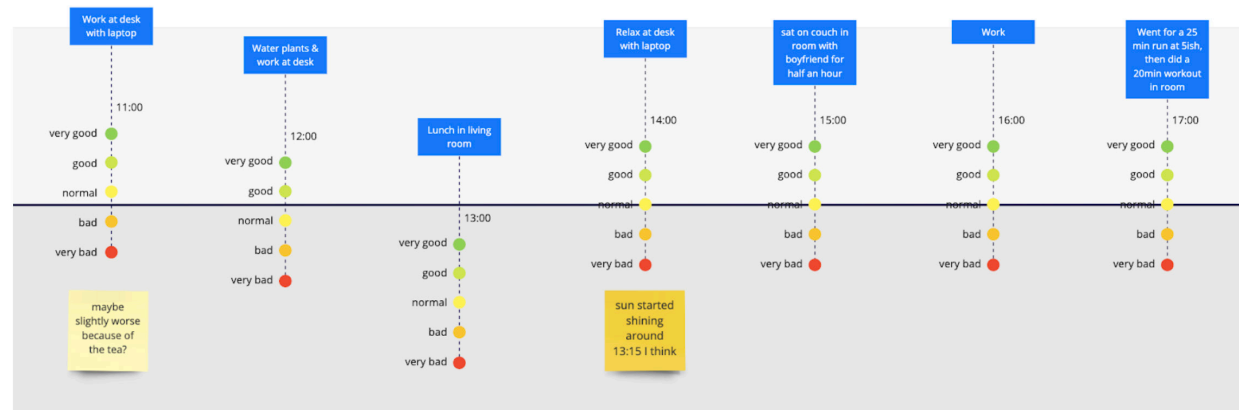 Work at desk
with laptop
11:00
very good
good
normal
bad
very bad
maybe
slightly worse
because of
the tea?
Water plants &
work at desk
12:00
very good
good
normal
bad
very bad
Lunch in living
room
13:00
very good
good
normal
bad
very bad
Relax at desk
with laptop
14:00
very good
good
normal
bad
very bad
sun started
shining
around
13:15 I think
sat on couch in
room with
boyfriend for
half an hour
15:00
very good
good
normal
bad
very bad
Work
16:00
very good
good
normal
bad
very bad
Went for a 25
min run at 5ish,
then did a
20min workout
in room
17:00
very good
good
normal
bad
very bad